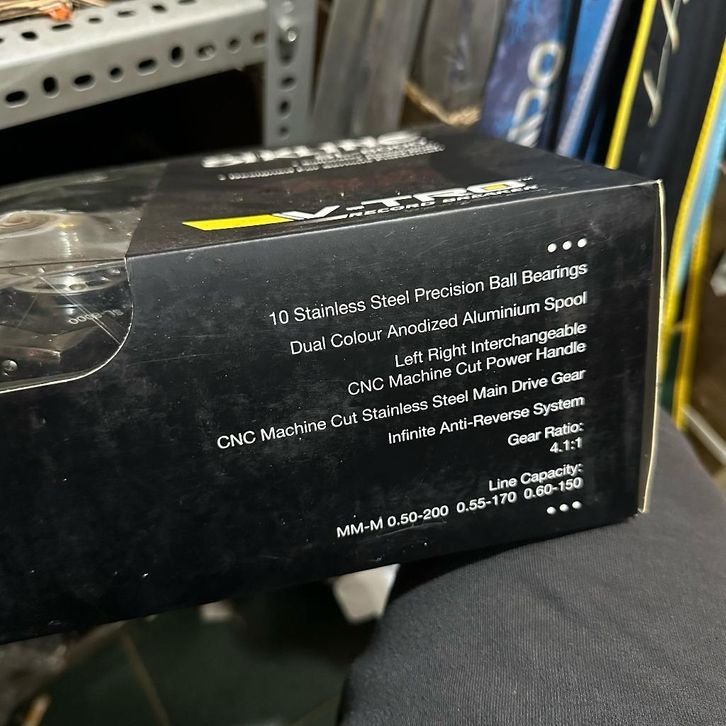 V-TRO
RECORD BREAKER
10 Stainless Steel Precision Ball Bearings
Dual Colour Anodized Aluminium Spool
Left Right Interchangeable
CNC Machine Cut Power Handle
CNC Machine Cut Stainless Steel Main Drive Gear
Infinite Anti-Reverse System
Gear Ratio:
4.1:1
Line Capacity:
MM-M 0.50-200 0.55-170 0.60-150